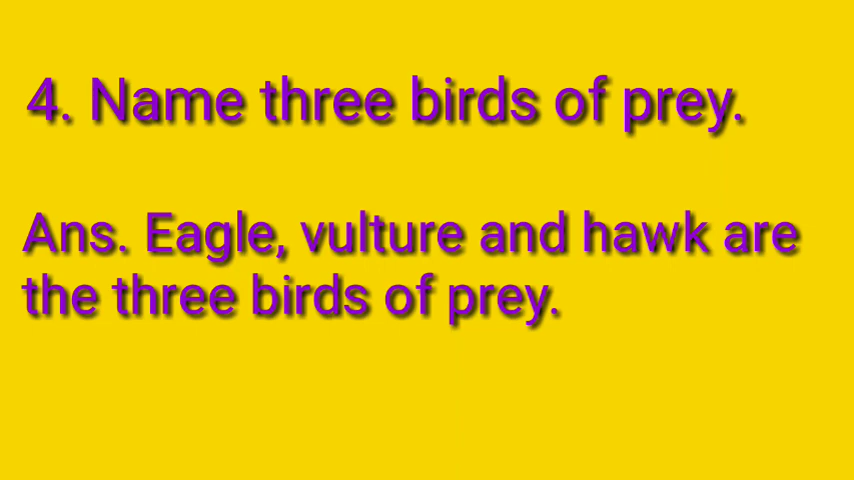 4. Name three birds of prey.
Ans. Eagle, vulture and hawk are
the three birds of prey.